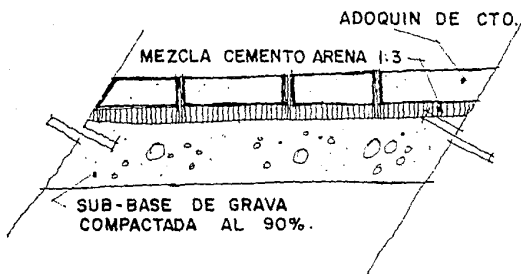 ADOQUIN DE CTO.
MEZCLA CEMENTO ARENA 1:3
SUB-BASE DE GRAVA
COMPACTADA AL 90%.